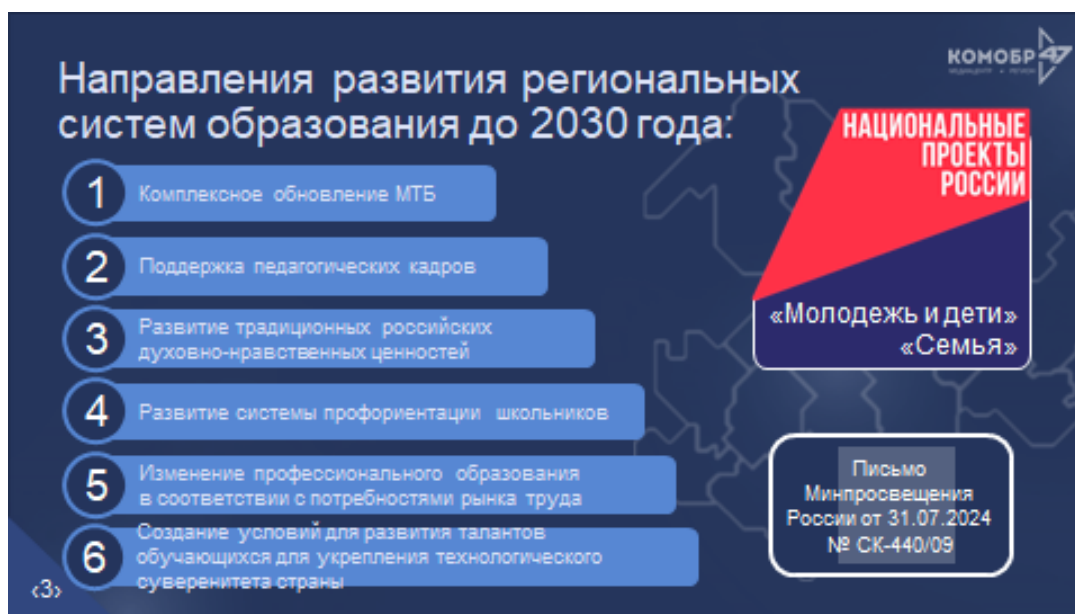 КОМОБР 47
Направления развития региональных
систем образования до 2030 года:
НАЦИОНАЛЬНЫЕ
ПРОЕКТЫ
РОССИИ
«Молодежь и дети»
«Семья»
1
Комплексное обновление МТБ
2
Поддержка педагогических кадров
3
Развитие традиционных российских
духовно-нравственных ценностей
4
Развитие системы профориентации школьников
5
Изменение профессионального образования
в соответствии с потребностями рынка труда
6
Создание условий для развития талантов
обучающихся для укрепления технологического
суверенитета страны
Письмо
Минпросвещения
России от 31.07.2024
№ СК-440/09
‹3›